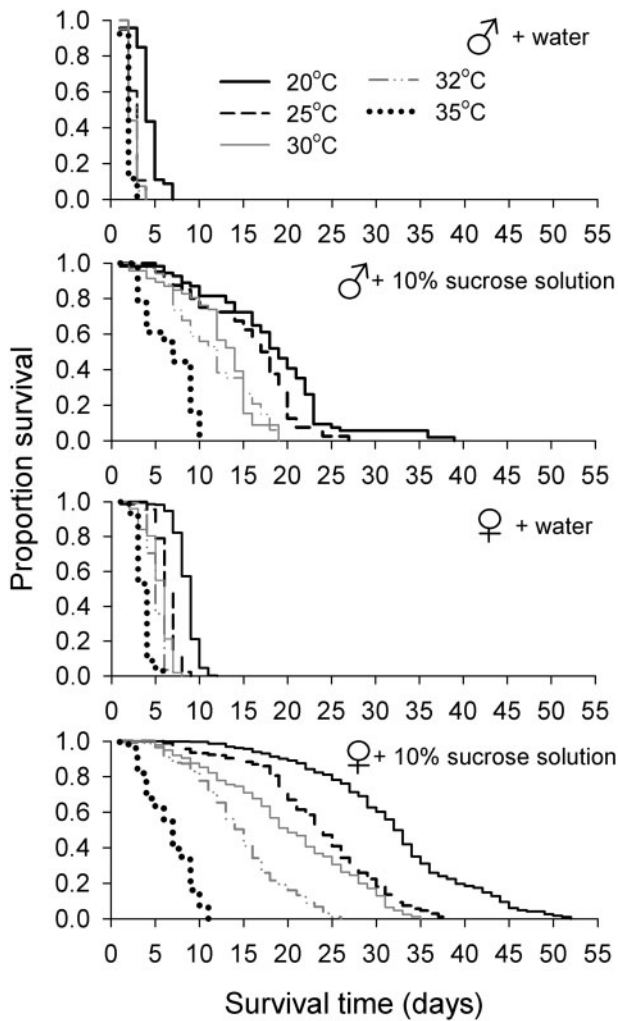 ♂ + water
20°C
25°C
30°C
32°C
35°C
1.0
0.8
0.6
0.4
0.2
0.0
0 5 10 15 20 25 30 35 40 45 50 55
♂ + 10% sucrose solution
1.0
0.8
0.6
0.4
0.2
0.0
0 5 10 15 20 25 30 35 40 45 50 55
♀ + water
1.0
0.8
0.6
0.4
0.2
0.0
0 5 10 15 20 25 30 35 40 45 50 55
♀ + 10% sucrose solution
1.0
0.8
0.6
0.4
0.2
0.0
0 5 10 15 20 25 30 35 40 45 50 55
Proportion survival
Survival time (days)